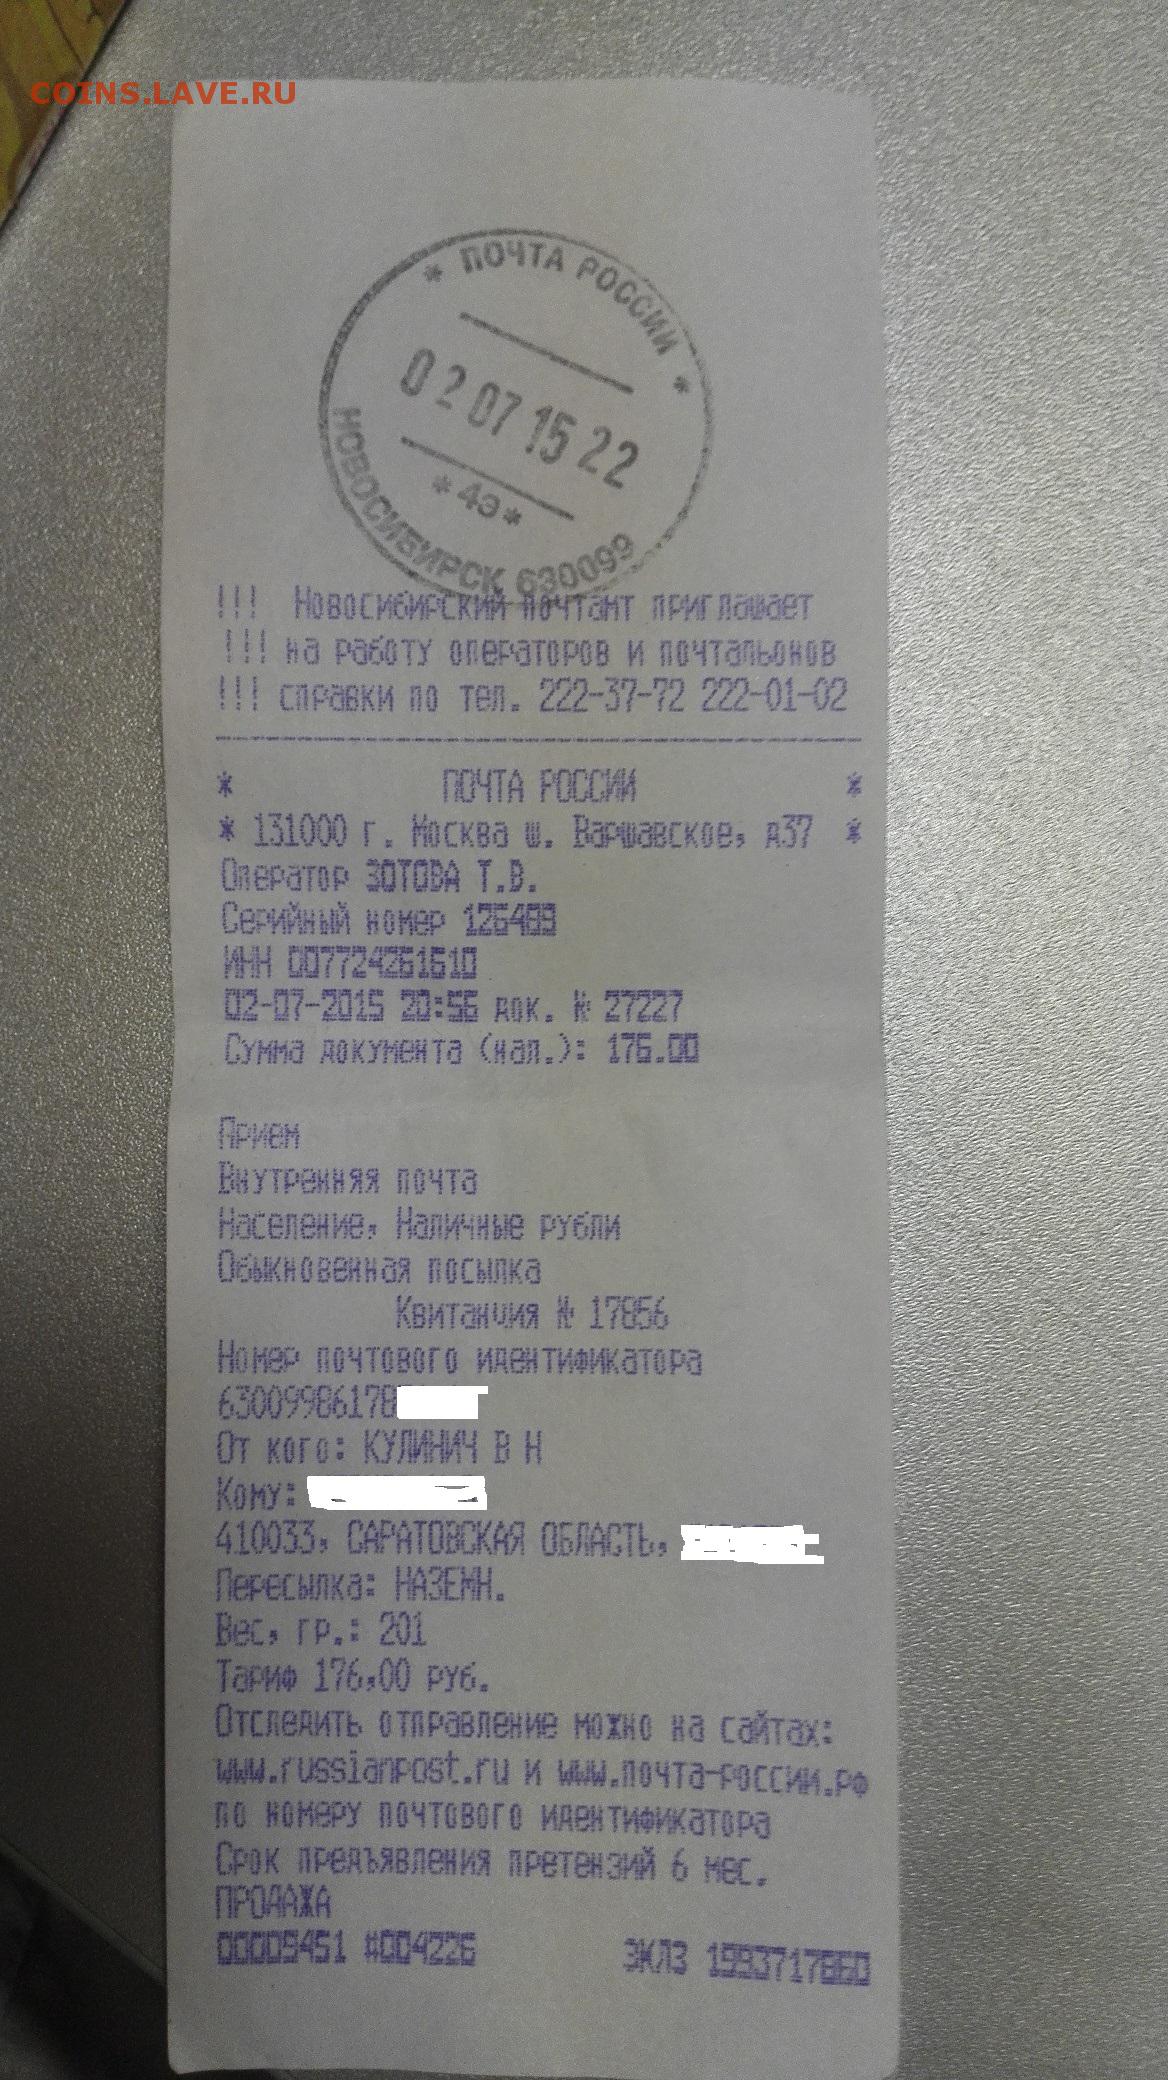 COINS.LAVE.RU
* ПОЧТА РОССИИ *
02 07 15 22
*4Э*
НОВОСИБИРСК 630099
!!! Новосибирский почтамт приглашает
!!! на работу операторов и почтальонов
!!! справки по тел. 222-37-72 222-01-02
* ПОЧТА РОССИИ *
* 131000 г. Москва ш. Варшавское, д37 *
Оператор ЗОТОВА Т.В.
Серийный номер 126489
ИНН 007724261610
02-07-2015 20:56 док. № 27227
Сумма документа (нал.): 176.00
Прием
Внутренняя почта
Население, Наличные рубли
Обыкновенная посылка
Квитанция № 17856
Номер почтового идентификатора
63009986178
От кого: КУЛИНИЧ В Н
Кому:
410033, САРАТОВСКАЯ ОБЛАСТЬ,
Пересылка: НАЗЕМН.
Вес, гр.: 201
Тариф 176,00 руб.
Отследить отправление можно на сайтах:
www.russianpost.ru и www.почта-россии.рф
по номеру почтового идентификатора
Срок предъявления претензий 6 мес.
ПРОДАЖА
00005451 #004226 ЭКЛЗ 1593717860